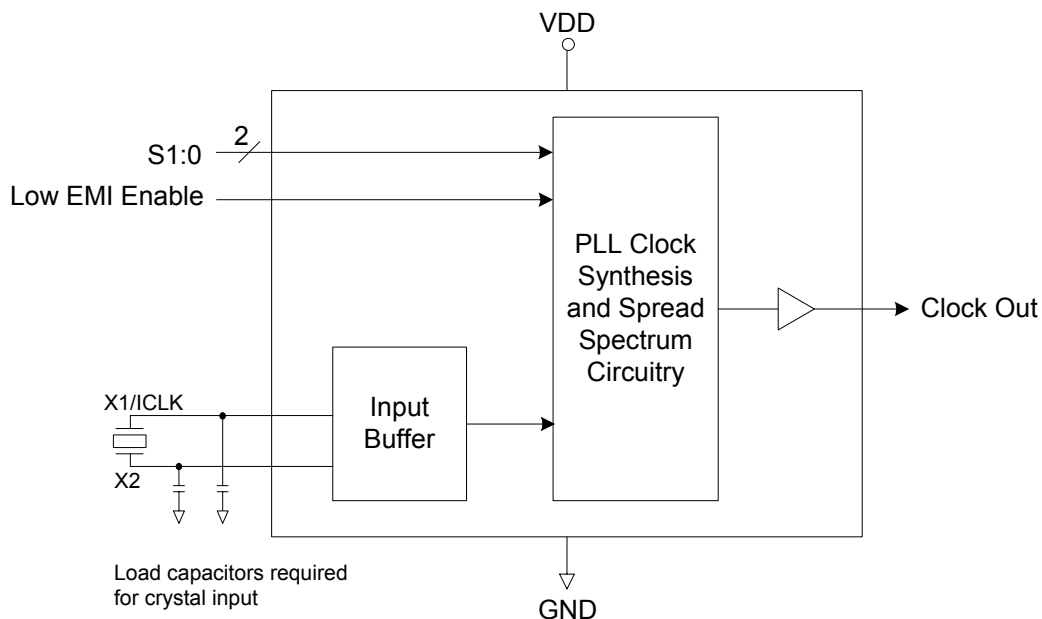 VDD
2
S1:0
Low EMI Enable
PLL Clock
Synthesis
and Spread
Spectrum
Circuitry
Clock Out
X1/ICLK
Input
Buffer
X2
Load capacitors required
for crystal input
GND